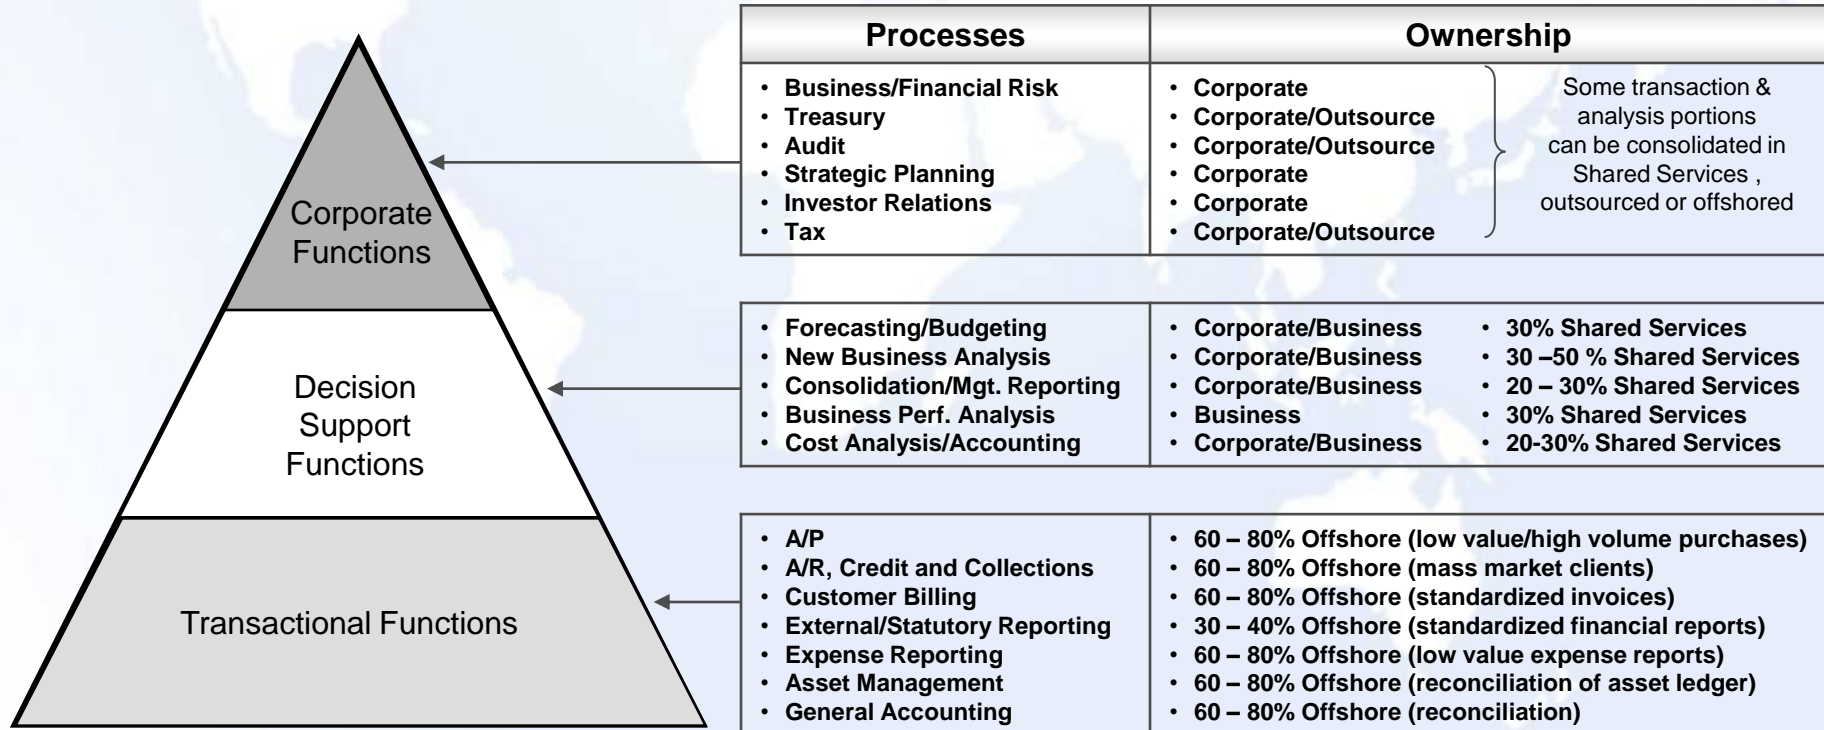 Processes
Ownership
Corporate
Functions
• Business/Financial Risk
• Treasury
• Audit
• Strategic Planning
• Investor Relations
• Tax
• Corporate
• Corporate/Outsource
• Corporate/Outsource
• Corporate
• Corporate
• Corporate/Outsource
Some transaction &
analysis portions
can be consolidated in
Shared Services ,
outsourced or offshored
Decision
Support
Functions
• Forecasting/Budgeting
• New Business Analysis
• Consolidation/Mgt. Reporting
• Business Perf. Analysis
• Cost Analysis/Accounting
• Corporate/Business
• Corporate/Business
• Corporate/Business
• Business
• Corporate/Business
• 30% Shared Services
• 30 –50 % Shared Services
• 20 – 30% Shared Services
• 30% Shared Services
• 20-30% Shared Services
Transactional Functions
• A/P
• A/R, Credit and Collections
• Customer Billing
• External/Statutory Reporting
• Expense Reporting
• Asset Management
• General Accounting
• 60 – 80% Offshore (low value/high volume purchases)
• 60 – 80% Offshore (mass market clients)
• 60 – 80% Offshore (standardized invoices)
• 30 – 40% Offshore (standardized financial reports)
• 60 – 80% Offshore (low value expense reports)
• 60 – 80% Offshore (reconciliation of asset ledger)
• 60 – 80% Offshore (reconciliation)